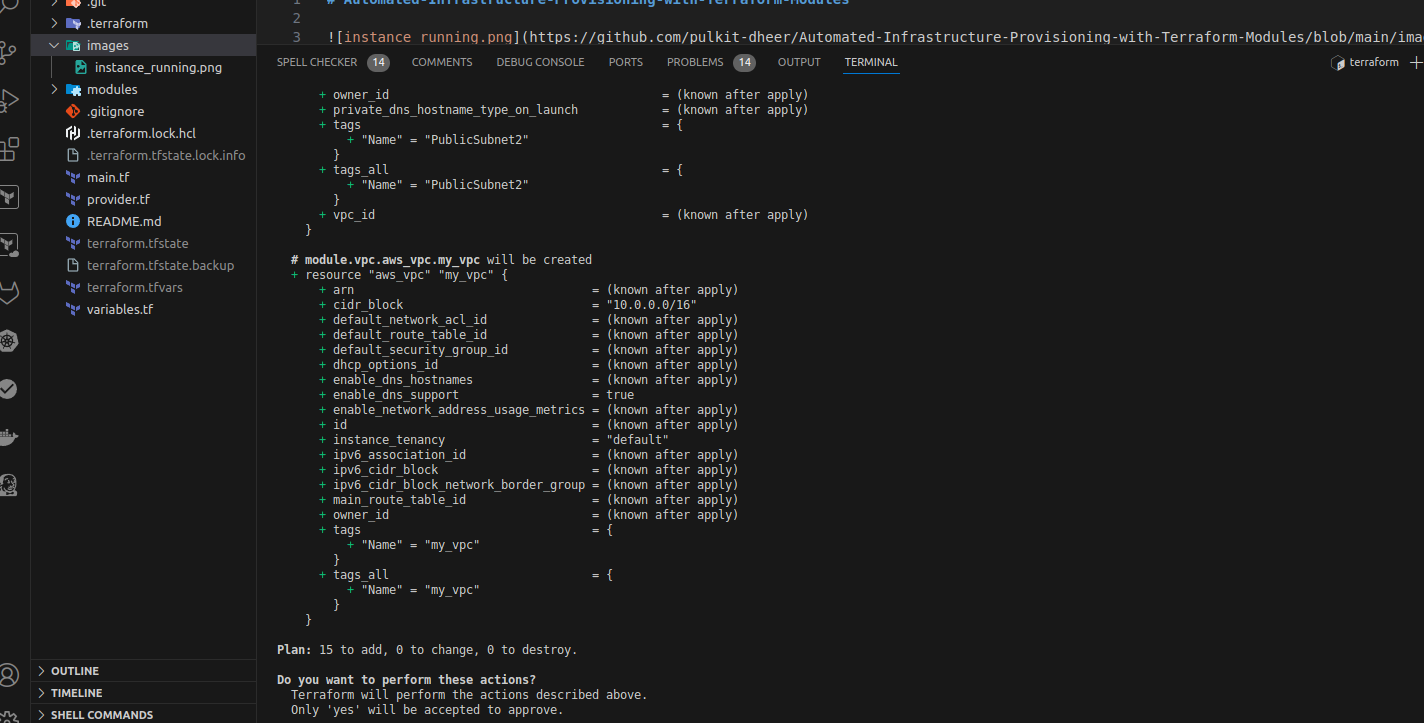 .git
.terraform
images
instance_running.png
modules
.gitignore
.terraform.lock.hcl
.terraform.tfstate.lock.info
main.tf
provider.tf
README.md
terraform.tfstate
terraform.tfstate.backup
terraform.tfvars
variables.tf
OUTLINE
TIMELINE
SHELL COMMANDS
1 # Automated-Infrastructure-Provisioning-with-Terraform-Modules
2
3 ![instance_running.png](https://github.com/pulkit-dheer/Automated-Infrastructure-Provisioning-with-Terraform-Modules/blob/main/ima
SPELL CHECKER 14 COMMENTS DEBUG CONSOLE PORTS PROBLEMS 14 OUTPUT TERMINAL terraform
+ owner_id = (known after apply)
+ private_dns_hostname_type_on_launch = (known after apply)
+ tags = {
+ "Name" = "PublicSubnet2"
}
+ tags_all = {
+ "Name" = "PublicSubnet2"
}
+ vpc_id = (known after apply)
}
# module.vpc.aws_vpc.my_vpc will be created
+ resource "aws_vpc" "my_vpc" {
+ arn = (known after apply)
+ cidr_block = "10.0.0.0/16"
+ default_network_acl_id = (known after apply)
+ default_route_table_id = (known after apply)
+ default_security_group_id = (known after apply)
+ dhcp_options_id = (known after apply)
+ enable_dns_hostnames = (known after apply)
+ enable_dns_support = true
+ enable_network_address_usage_metrics = (known after apply)
+ id = (known after apply)
+ instance_tenancy = "default"
+ ipv6_association_id = (known after apply)
+ ipv6_cidr_block = (known after apply)
+ ipv6_cidr_block_network_border_group = (known after apply)
+ main_route_table_id = (known after apply)
+ owner_id = (known after apply)
+ tags = {
+ "Name" = "my_vpc"
}
+ tags_all = {
+ "Name" = "my_vpc"
}
}
Plan: 15 to add, 0 to change, 0 to destroy.
Do you want to perform these actions?
Terraform will perform the actions described above.
Only 'yes' will be accepted to approve.